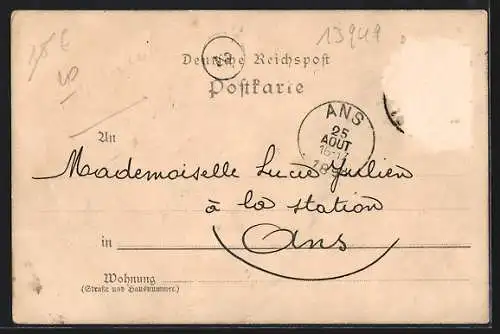 13949
Deutsche Reichspost
Postkarte
ANS
25
AOUT
An
Mademoiselle Lucie Julien
à la station
in Ans
Wohnung
(Straße und Hausnummer.)